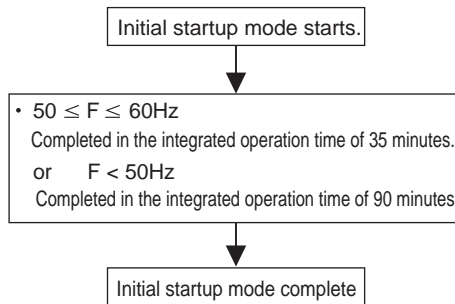 Initial startup mode starts.
• 50 ≤ F ≤ 60Hz
Completed in the integrated operation time of 35 minutes.
or F < 50Hz
Completed in the integrated operation time of 90 minutes
Initial startup mode complete